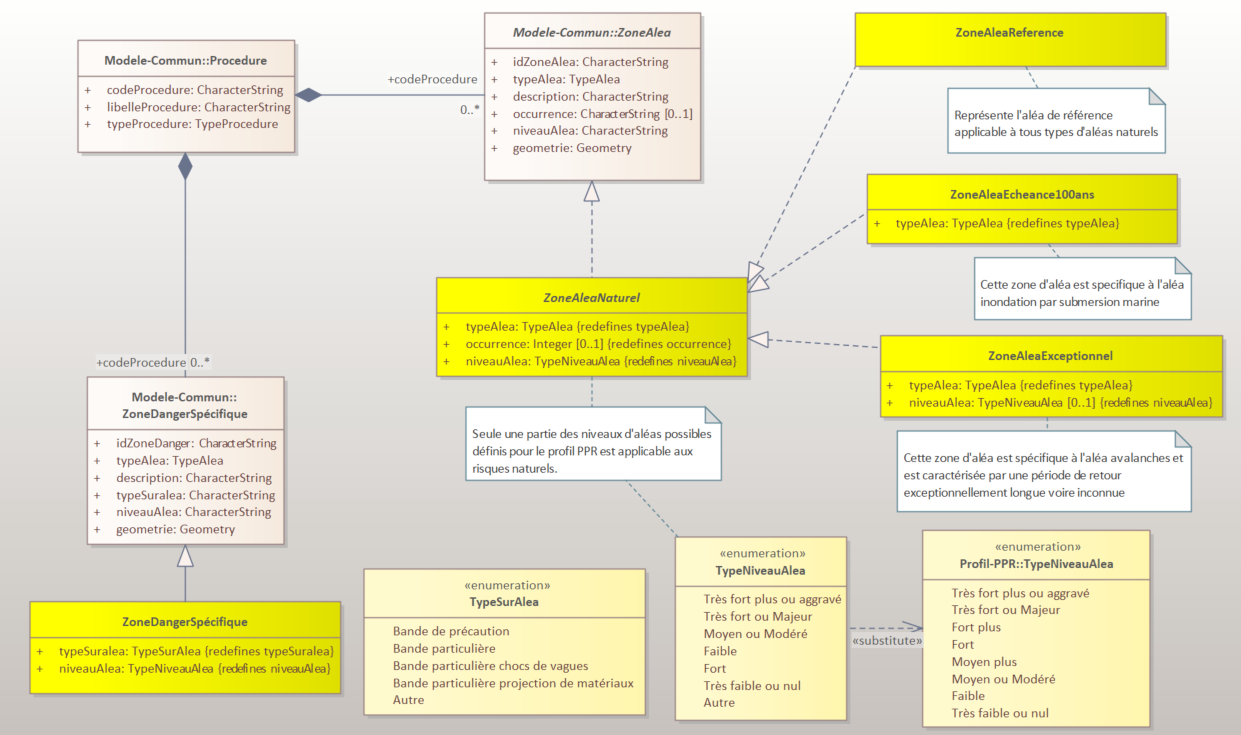 Modele-Commun::Procedure
+ codeProcedure: CharacterString
+ libelleProcedure: CharacterString
+ typeProcedure: TypeProcedure
+codeProcedure
0..*
Modele-Commun::ZoneAlea
+ idZoneAlea: CharacterString
+ typeAlea: TypeAlea
+ description: CharacterString
+ occurrence: CharacterString [0..1]
+ niveauAlea: CharacterString
+ geometrie: Geometry
ZoneAleaReference
Représente l'aléa de référence
applicable à tous types d'aléas naturels
ZoneAleaEcheance100ans
+ typeAlea: TypeAlea {redefines typeAlea}
Cette zone d'aléa est specifique à l'aléa
inondation par submersion marine
ZoneAleaNaturel
+ typeAlea: TypeAlea {redefines typeAlea}
+ occurrence: Integer [0..1] {redefines occurrence}
+ niveauAlea: TypeNiveauAlea {redefines niveauAlea}
ZoneAleaExceptionnel
+ typeAlea: TypeAlea {redefines typeAlea}
+ niveauAlea: TypeNiveauAlea [0..1] {redefines niveauAlea}
Cette zone d'aléa est spécifique à l'aléa avalanches et
est caractérisée par une période de retour
exceptionnellement longue voire inconnue
Seule une partie des niveaux d'aléas possibles
définis pour le profil PPR est applicable aux
risques naturels.
+codeProcedure 0..*
Modele-Commun::
ZoneDangerSpécifique
+ idZoneDanger: CharacterString
+ typeAlea: TypeAlea
+ description: CharacterString
+ typeSuralea: CharacterString
+ niveauAlea: CharacterString
+ geometrie: Geometry
ZoneDangerSpécifique
+ typeSuralea: TypeSurAlea {redefines typeSuralea}
+ niveauAlea: TypeNiveauAlea {redefines niveauAlea}
«enumeration»
TypeSurAlea
Bande de précaution
Bande particulière
Bande particulière chocs de vagues
Bande particulière projection de matériaux
Autre
«enumeration»
TypeNiveauAlea
Très fort plus ou aggravé
Très fort ou Majeur
Moyen ou Modéré
Faible
Fort
Très faible ou nul
Autre
«substitute»
«enumeration»
Profil-PPR::TypeNiveauAlea
Très fort plus ou aggravé
Très fort ou Majeur
Fort plus
Fort
Moyen plus
Moyen ou Modéré
Faible
Très faible ou nul